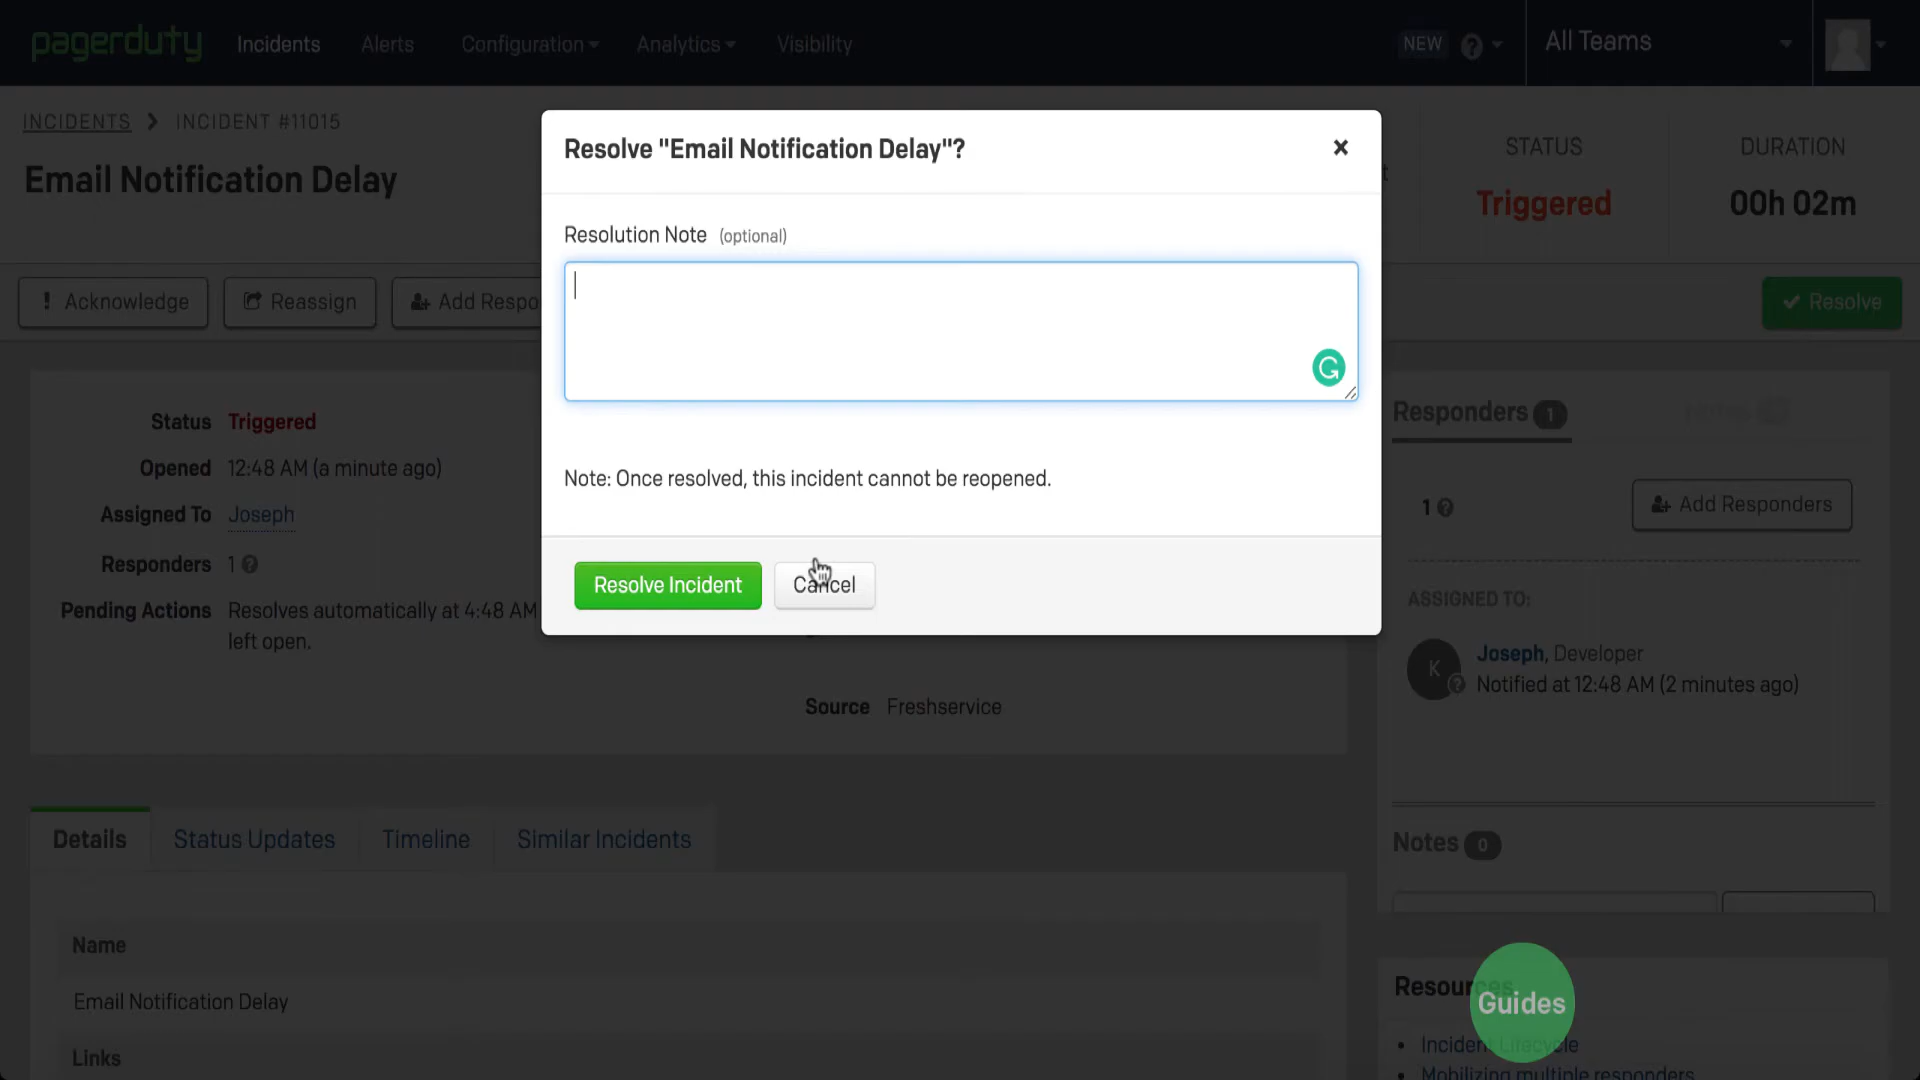 pagerduty Incidents Alerts Configuration Analytics Visibility NEW ? All Teams
INCIDENTS > INCIDENT #11015
Email Notification Delay
STATUS
Triggered
DURATION
00h 02m
Acknowledge Reassign Add Respo
Resolve
Resolve "Email Notification Delay"?
Resolution Note (optional)
Note: Once resolved, this incident cannot be reopened.
Resolve Incident Cancel
Status Triggered
Opened 12:48 AM (a minute ago)
Assigned To Joseph
Responders 1 ?
Pending Actions Resolves automatically at 4:48 AM
left open.
Source Freshservice
Responders 1
1 ? Add Responders
ASSIGNED TO:
K ? Joseph, Developer
Notified at 12:48 AM (2 minutes ago)
Notes 0
Details Status Updates Timeline Similar Incidents
Name
Email Notification Delay
Links
Guides
Incident Lifecycle
Mobilizing multiple responders